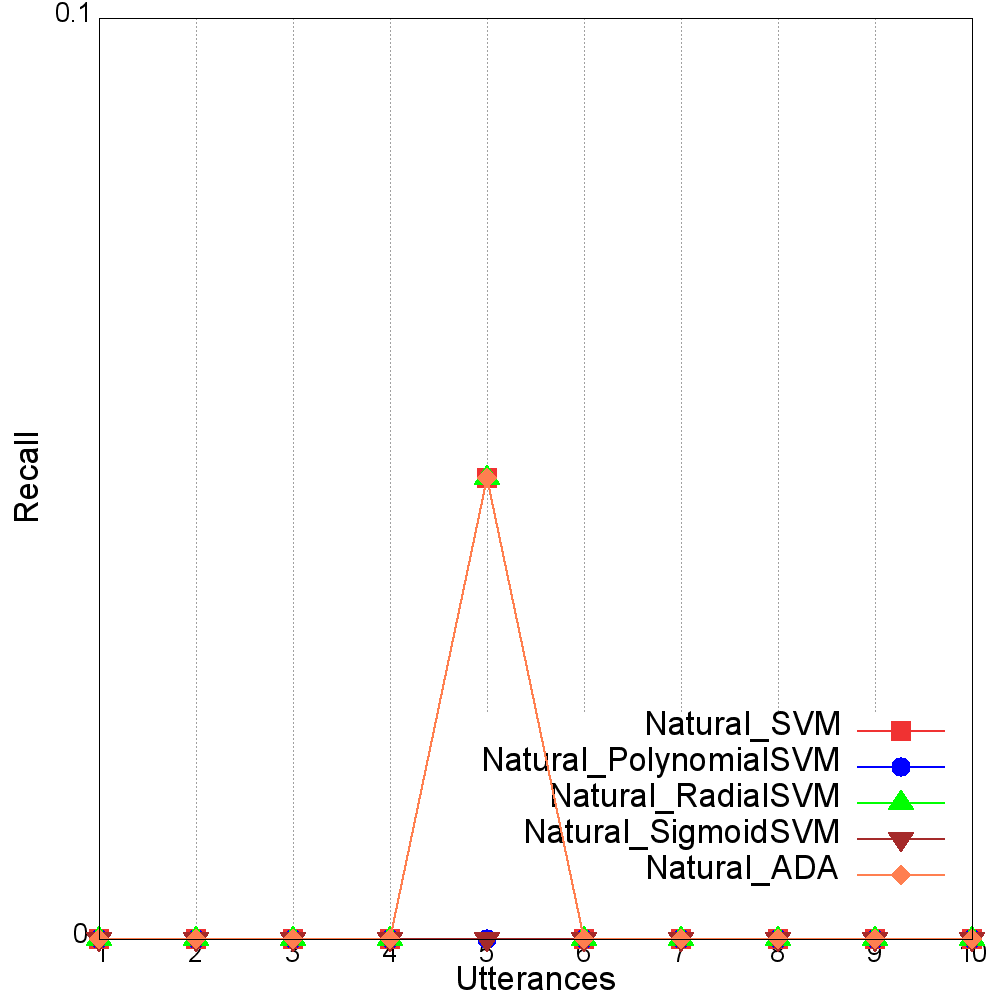 0.1
Recall
Natural_SVM
Natural_PolynomialSVM
Natural_RadialSVM
Natural_SigmoidSVM
Natural_ADA
0
1 2 3 4 5 6 7 8 9 10
Utterances